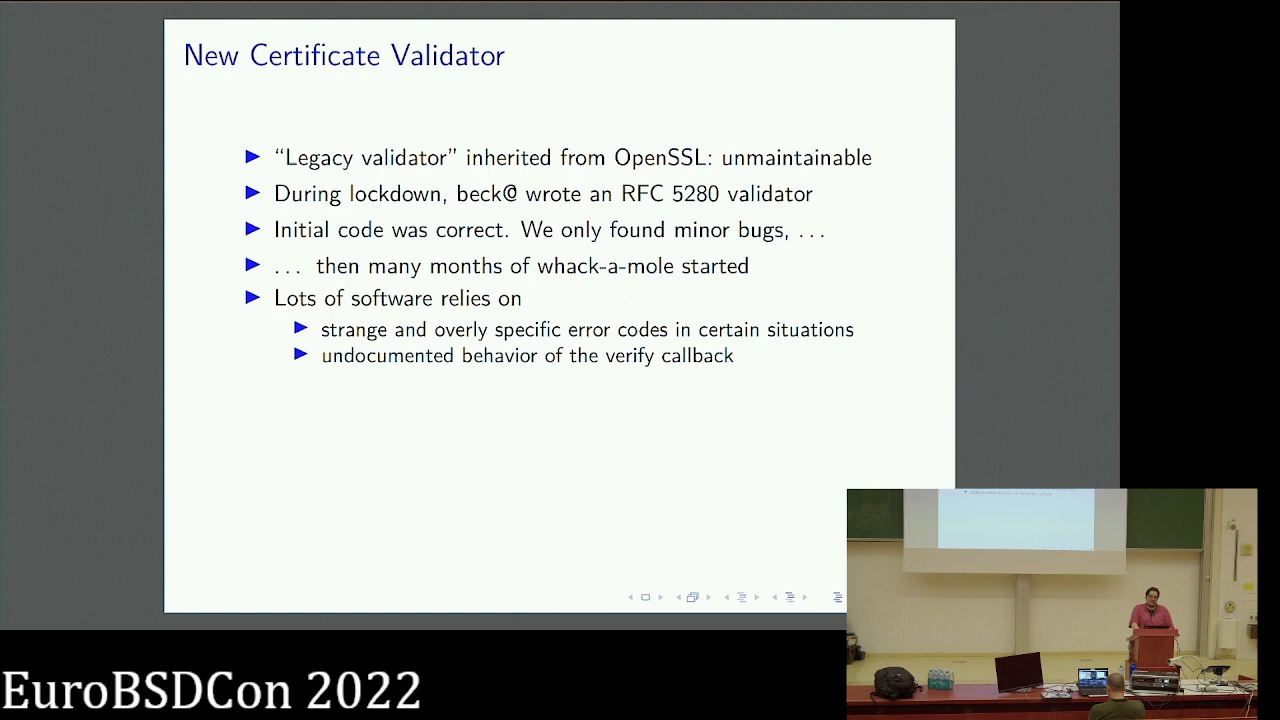 New Certificate Validator
“Legacy validator” inherited from OpenSSL: unmaintainable
During lockdown, beck@ wrote an RFC 5280 validator
Initial code was correct. We only found minor bugs, ...
... then many months of whack-a-mole started
Lots of software relies on
strange and overly specific error codes in certain situations
undocumented behavior of the verify callback
EuroBSDCon 2022